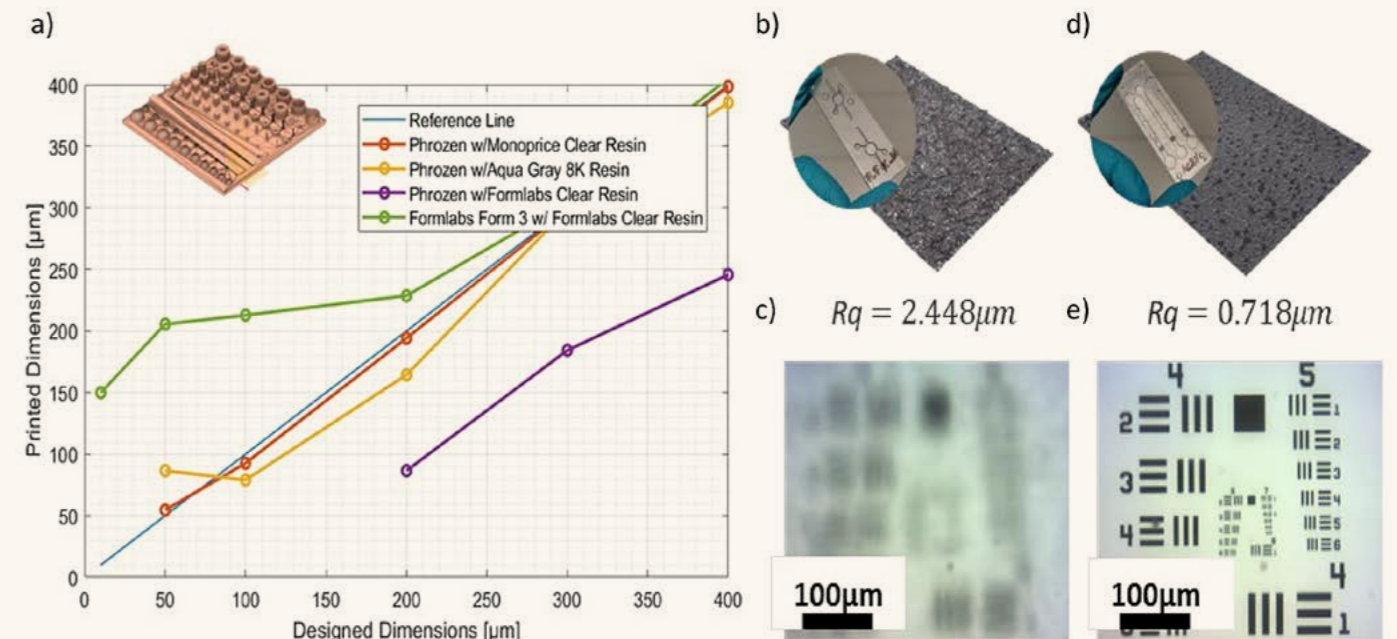 a)
400
350
300
250
200
150
100
50
0
Printed Dimensions [µm]
Reference Line
Phrozen w/Monoprice Clear Resin
Phrozen w/Aqua Gray 8K Resin
Phrozen w/Formlabs Clear Resin
Formlabs Form 3 w/ Formlabs Clear Resin
0 50 100 150 200 250 300 350 400
Designed Dimensions [µm]
b)
d)
c) Rq = 2.448µm
e) Rq = 0.718µm
100µm
4 5
2 1
2
3 3
4
4 5
6
6 7
4
1
100µm